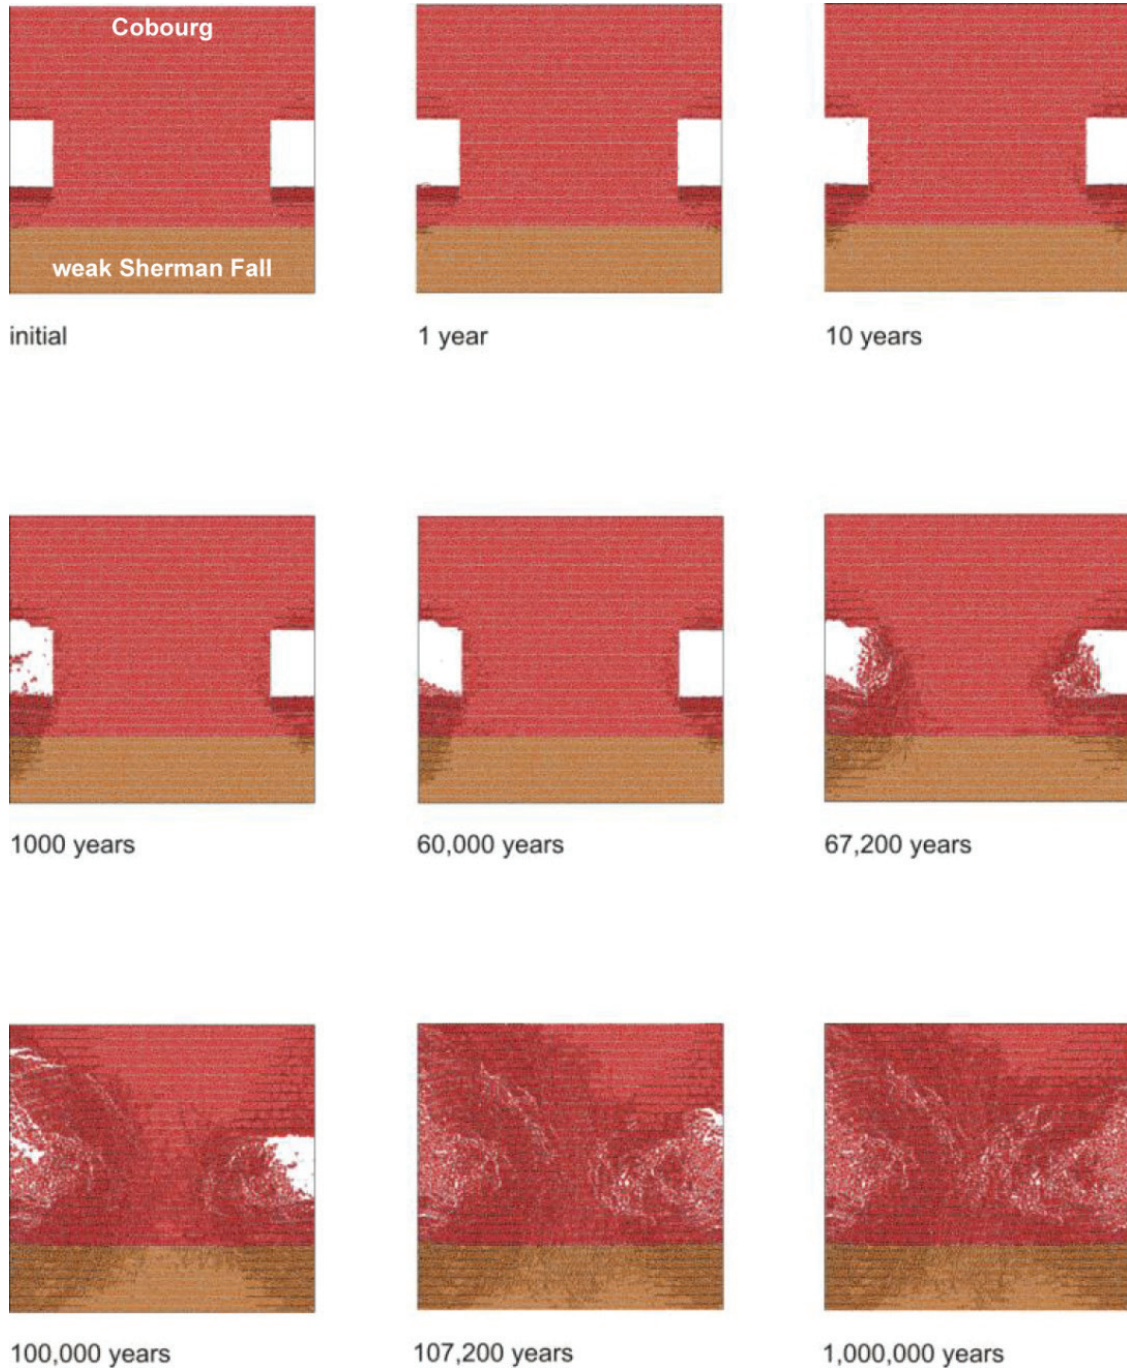 Cobourg
weak Sherman Fall
initial
1 year
10 years
1000 years
60,000 years
67,200 years
100,000 years
107,200 years
1,000,000 years